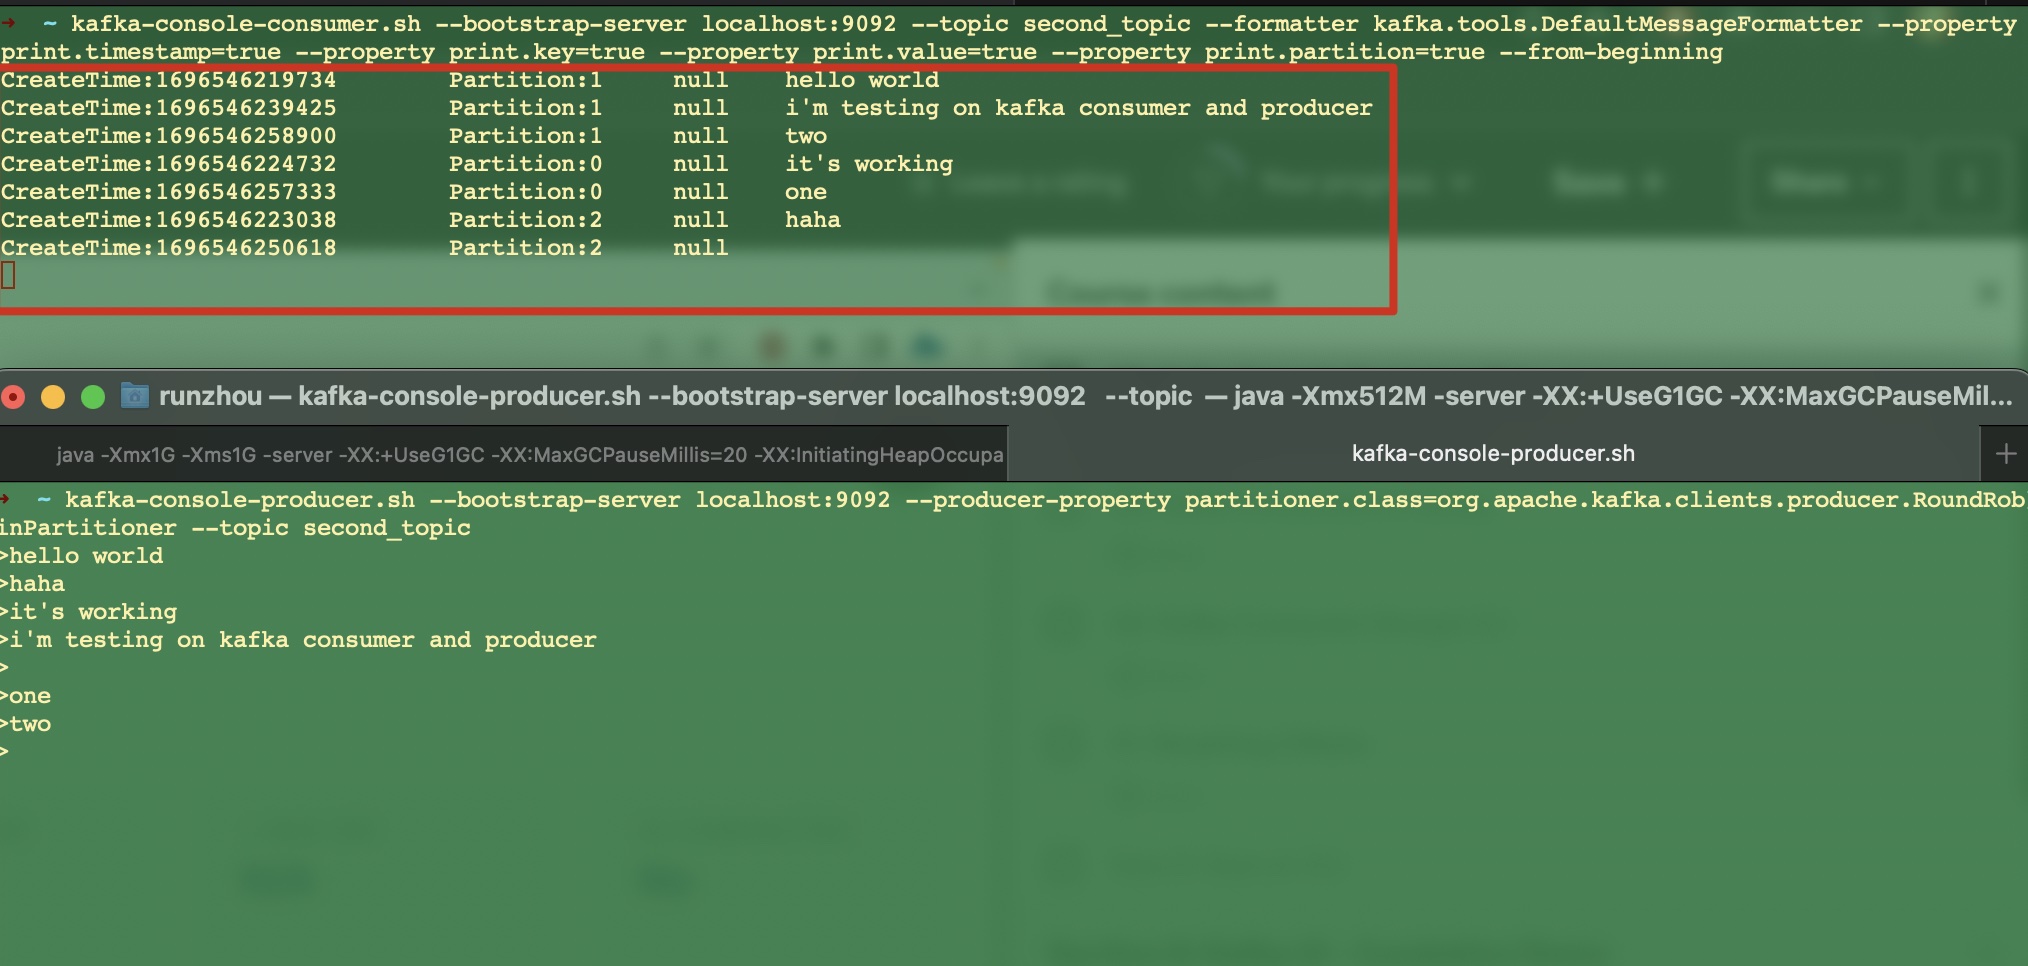 ➜ ~ kafka-console-consumer.sh --bootstrap-server localhost:9092 --topic second_topic --formatter kafka.tools.DefaultMessageFormatter --property
print.timestamp=true --property print.key=true --property print.value=true --property print.partition=true --from-beginning
CreateTime:1696546219734 Partition:1 null hello world
CreateTime:1696546239425 Partition:1 null i'm testing on kafka consumer and producer
CreateTime:1696546258900 Partition:1 null two
CreateTime:1696546224732 Partition:0 null it's working
CreateTime:1696546257333 Partition:0 null one
CreateTime:1696546223038 Partition:2 null haha
CreateTime:1696546250618 Partition:2 null
Share
Course content
runzhou — kafka-console-producer.sh --bootstrap-server localhost:9092 --topic — java -Xmx512M -server -XX:+UseG1GC -XX:MaxGCPauseMil...
java -Xmx1G -Xms1G -server -XX:+UseG1GC -XX:MaxGCPauseMillis=20 -XX:InitiatingHeapOccupa
kafka-console-producer.sh
+
➜ ~ kafka-console-producer.sh --bootstrap-server localhost:9092 --producer-property partitioner.class=org.apache.kafka.clients.producer.RoundRob
inPartitioner --topic second_topic
>hello world
>haha
>it's working
>i'm testing on kafka consumer and producer
>
>one
>two
>